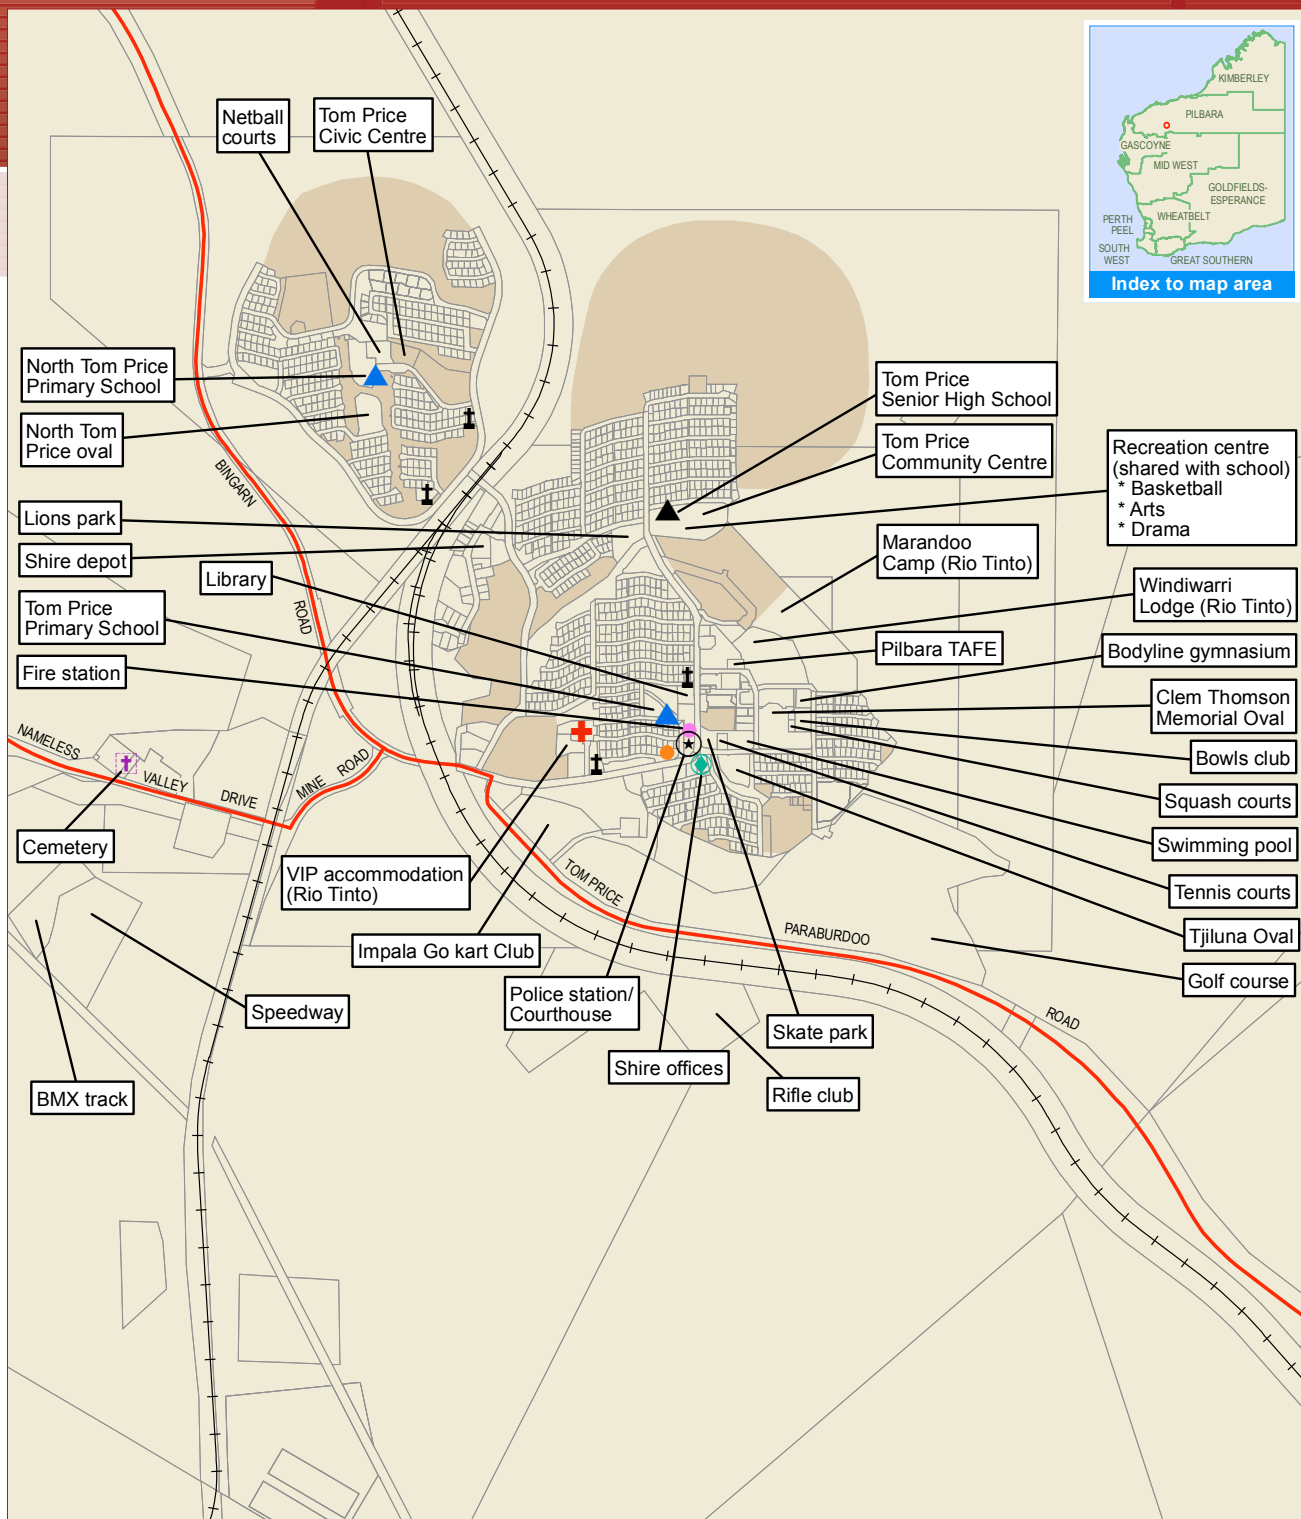 KIMBERLEY
PILBARA
GASCOYNE
MID WEST
GOLDFIELDS-
ESPERANCE
PERTH
PEEL
WHEATBELT
SOUTH
WEST
GREAT SOUTHERN
Index to map area
Netball
courts
Tom Price
Civic Centre
North Tom Price
Primary School
North Tom
Price oval
Lions park
Shire depot
Library
Tom Price
Primary School
Fire station
Tom Price
Senior High School
Tom Price
Community Centre
Recreation centre
(shared with school)
* Basketball
* Arts
* Drama
Marandoo
Camp (Rio Tinto)
Windiwarri
Lodge (Rio Tinto)
Pilbara TAFE
Bodyline gymnasium
Clem Thomson
Memorial Oval
Bowls club
Squash courts
Swimming pool
Tennis courts
Tjiluna Oval
Golf course
BINGARN
ROAD
NAMELESS
VALLEY
DRIVE
MINE ROAD
Cemetery
VIP accommodation
(Rio Tinto)
Impala Go kart Club
TOM PRICE
PARABURDOO
ROAD
Police station/
Courthouse
Skate park
Shire offices
Rifle club
Speedway
BMX track